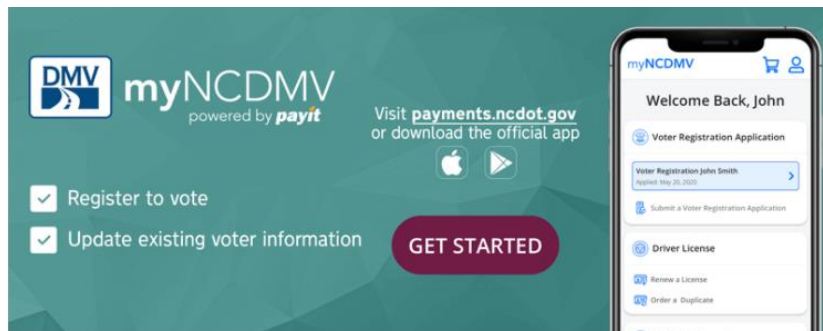 DMV
myNCDMV
powered by payit
Visit payments.ncdot.gov
or download the official app
Register to vote
Update existing voter information
GET STARTED
myNCDMV
Welcome Back, John
Voter Registration Application
Voter Registration John Smith
Applied: May 20, 2020
Submit a Voter Registration Application
Driver License
Renew a License
Order a Duplicate